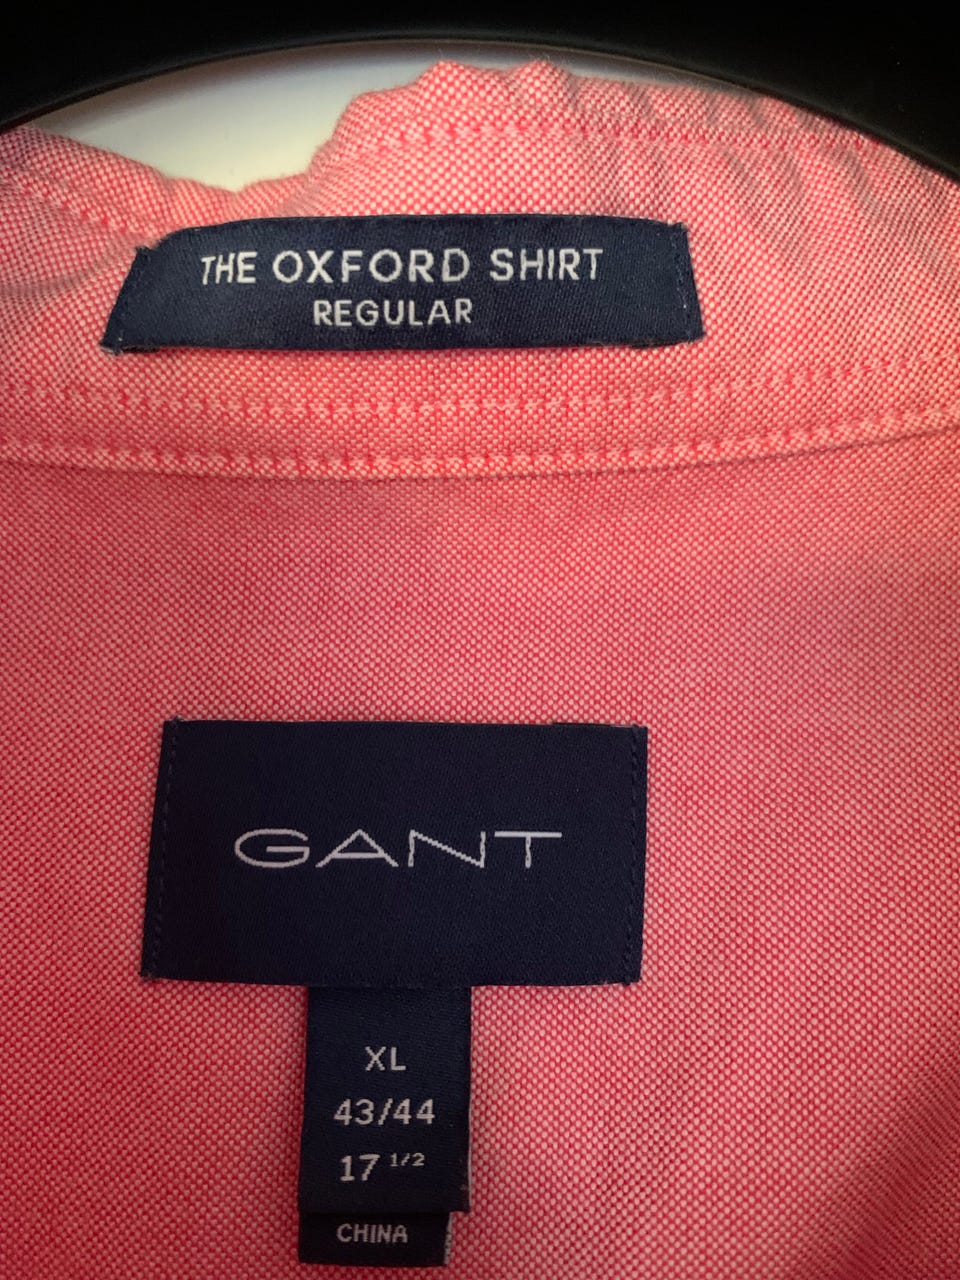 THE OXFORD SHIRT
REGULAR
GANT
XL
43/44
17 1/2
CHINA